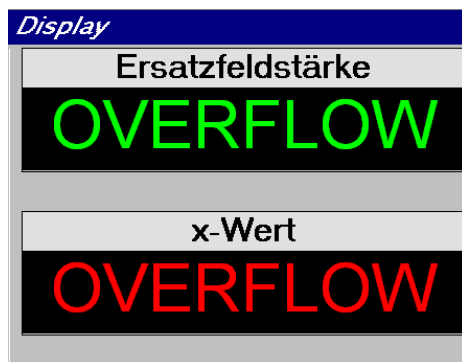 Display
Ersatzfeldstärke
OVERFLOW
x-Wert
OVERFLOW